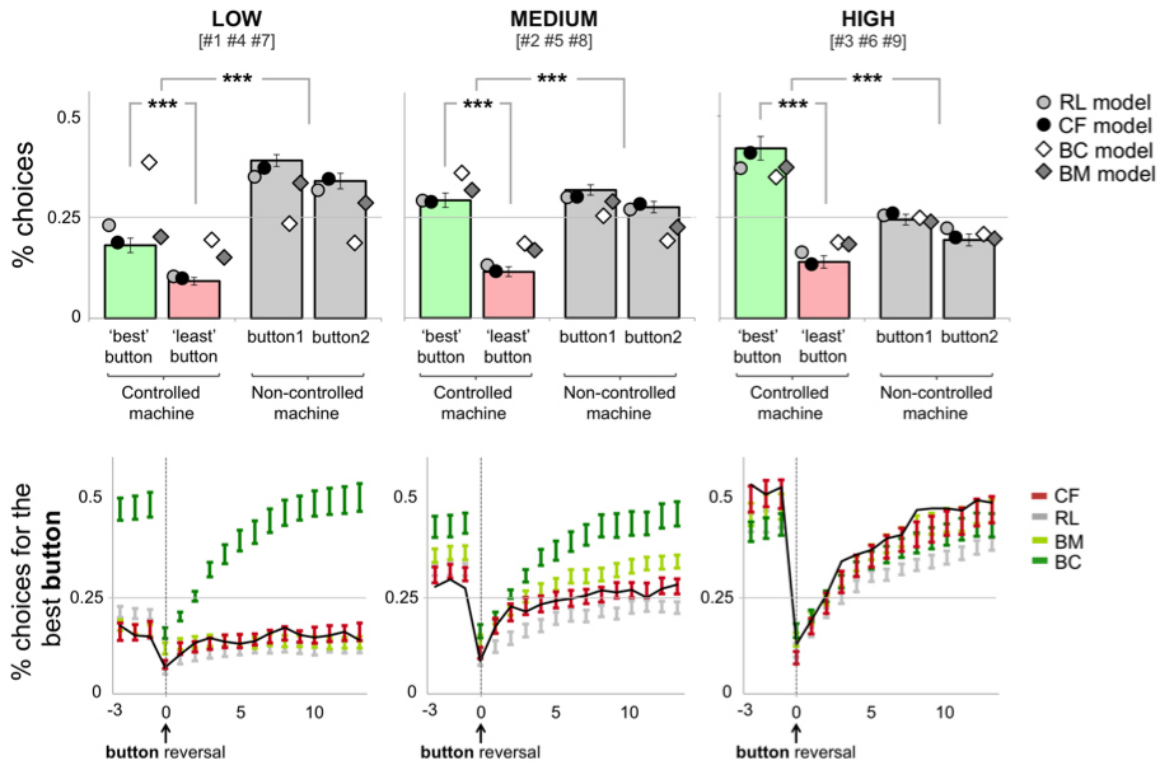 LOW
[#1 #4 #7]
MEDIUM
[#2 #5 #8]
HIGH
[#3 #6 #9]
*** *** ***
*** *** ***
RL model
CF model
BC model
BM model
% choices
0.5
0.25
0
'best' button
'least' button
button1 button2
Controlled machine
Non-controlled machine
'best' button
'least' button
button1 button2
Controlled machine
Non-controlled machine
'best' button
'least' button
button1 button2
Controlled machine
Non-controlled machine
% choices for the
best button
0.5
0.25
0
-3 0 5 10
button reversal
0.5
0.25
0
-3 0 5 10
button reversal
0.5
0.25
0
-3 0 5 10
button reversal
CF
RL
BM
BC